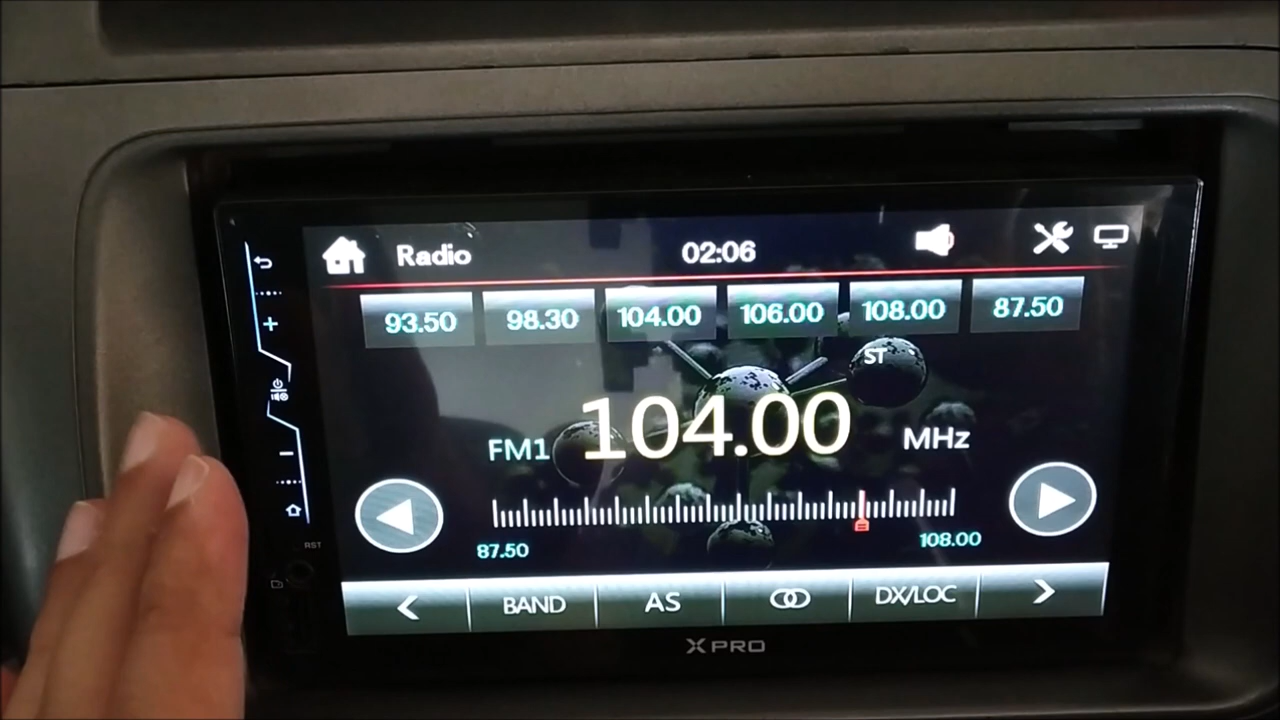 Radio 02:06
93.50 98.30 104.00 106.00 108.00 87.50
ST
FM1 104.00 MHz
87.50 108.00
RST
BAND AS DX/LOC
XPRO